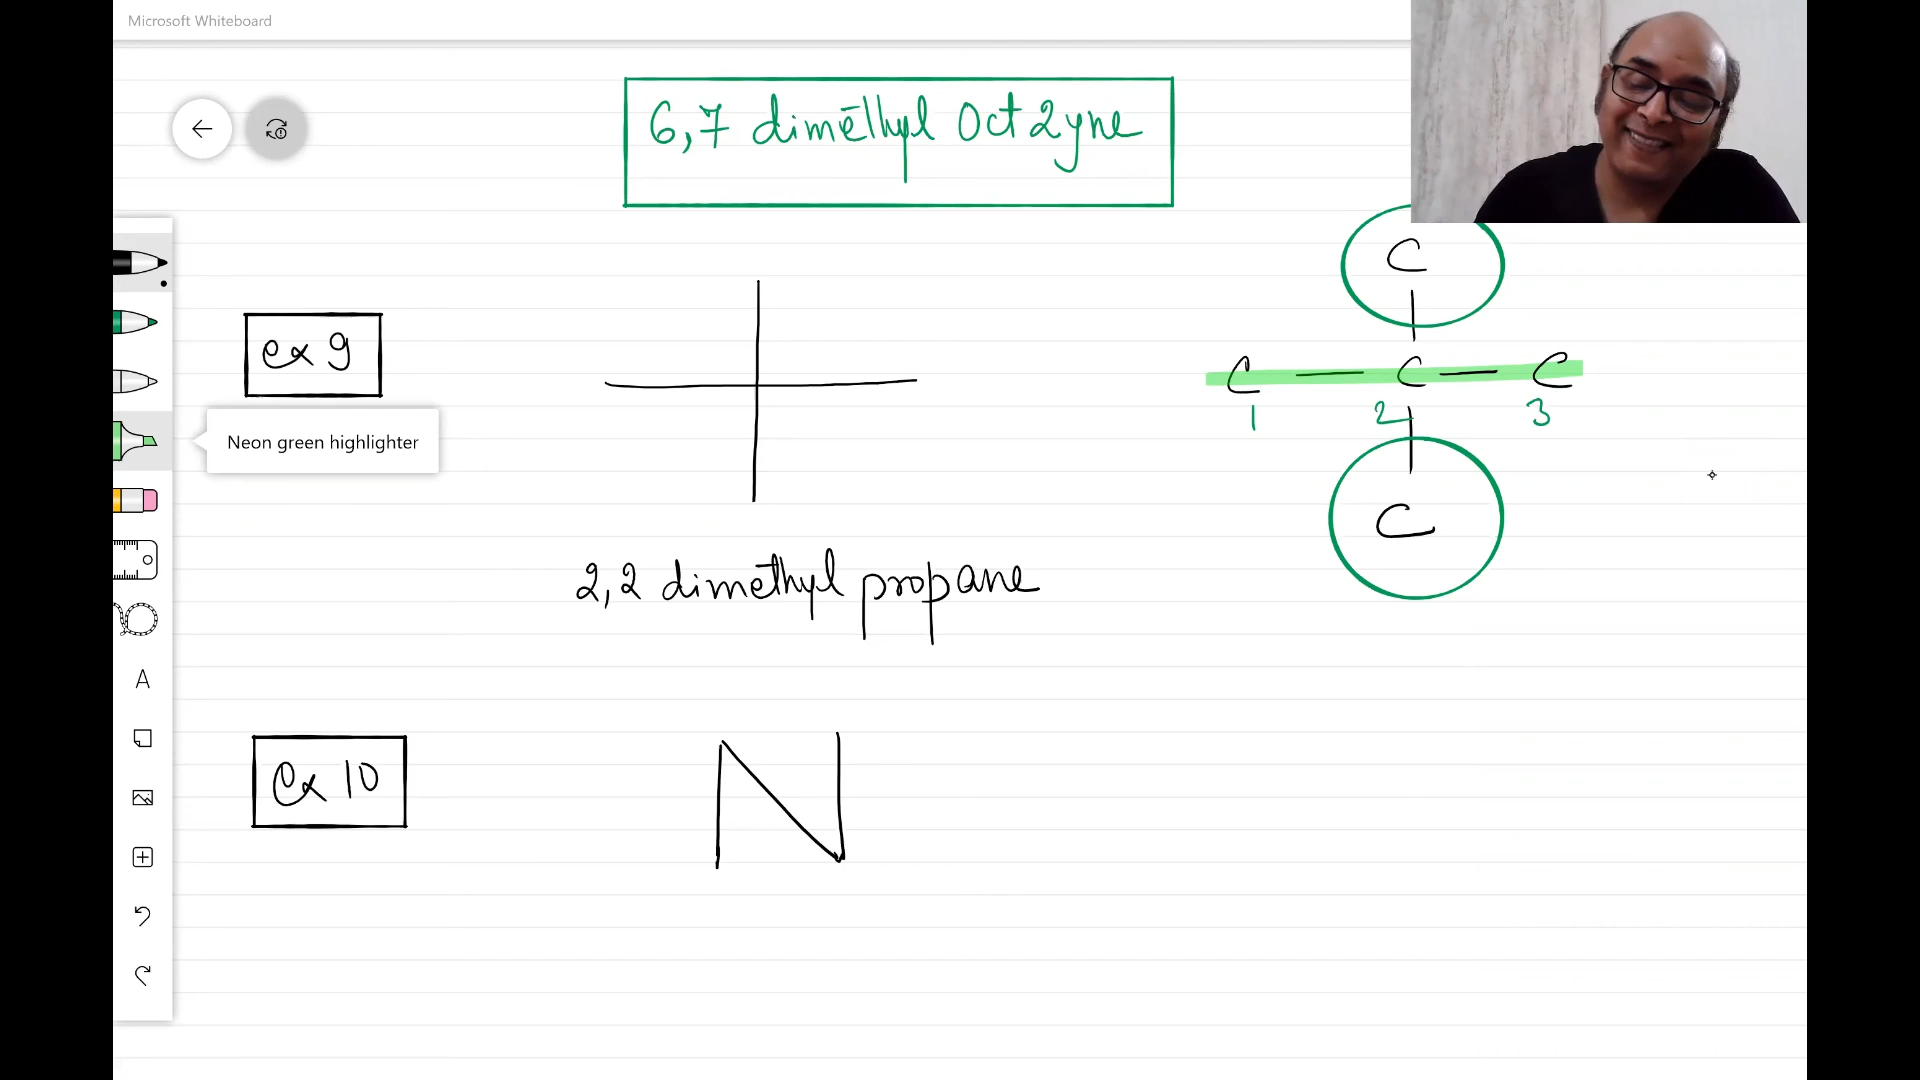 Microsoft Whiteboard
6,7 dimethyl Oct 2yne
C
ex 9
C — C — C
1 2 3
Neon green highlighter
C
2,2 dimethyl propane
A
Ex 10
N